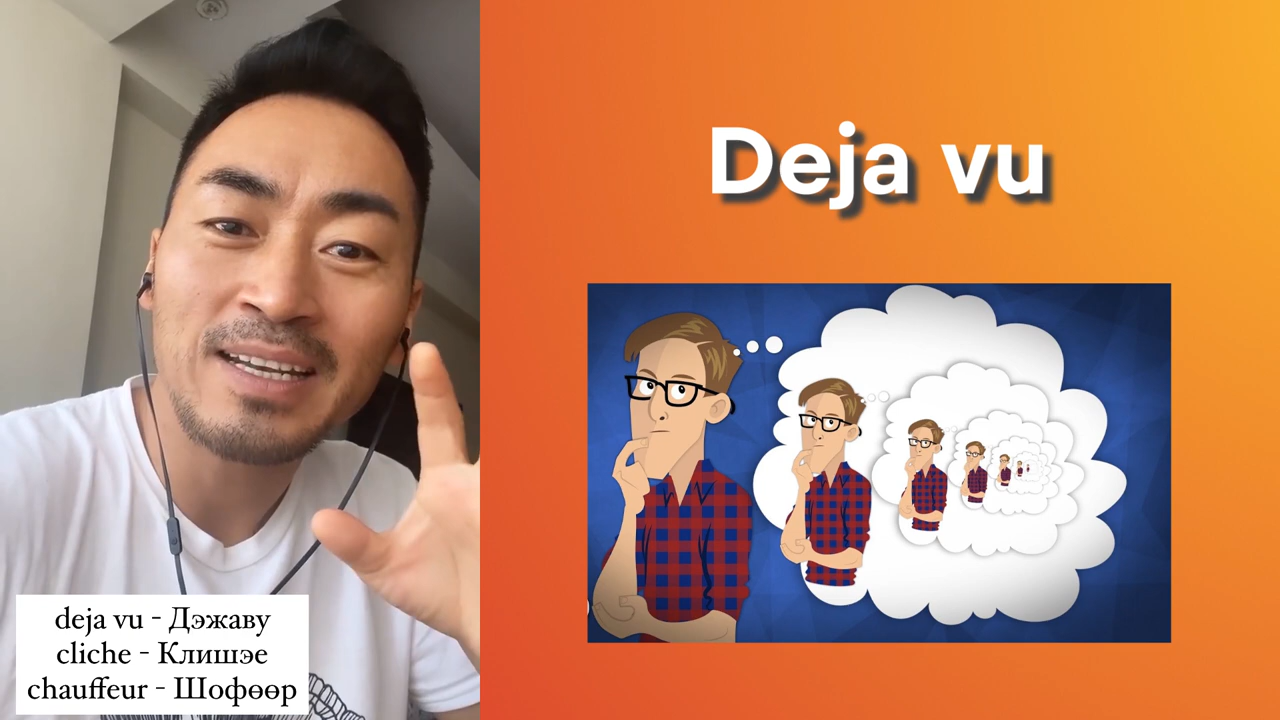 Deja vu
deja vu - Дэжаву
cliche - Клишэе
chauffeur - Шофөөр